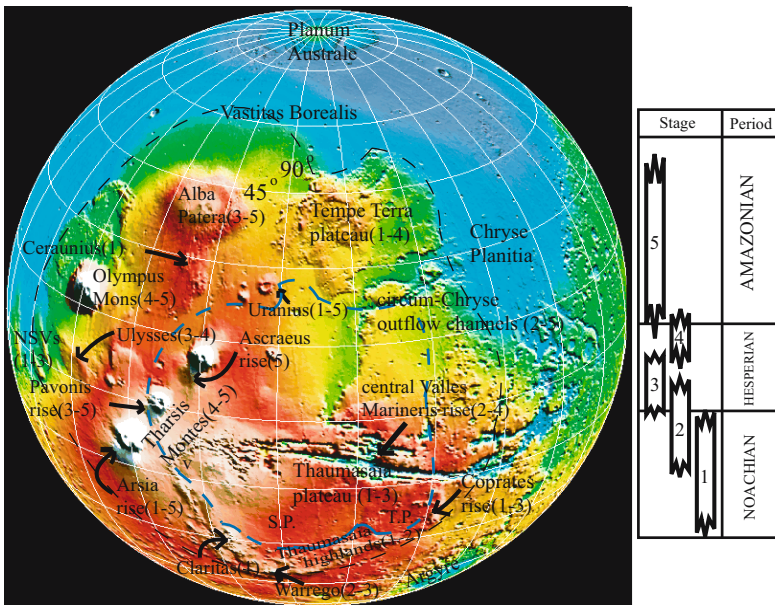 Planum
Australe
Vastitas Borealis
90°
45°
Alba
Patera(3-5)
Tempe Terra
plateau(1-4)
Chryse
Planitia
Ceraunius(1)
Olympus
Mons(4-5)
Uranius(1-5)
circum-Chryse
outflow channels (2-5)
NSVs
(1-3)
Ulysses(3-4)
Ascraeus
rise(5)
Pavonis
rise(3-5)
Tharsis
Montes(4-5)
central Valles
Marineris rise(2-4)
Arsia
rise(1-5)
Thaumasaia
plateau (1-3)
Coprates
rise(1-3)
S.P.
T.P.
Thaumasaia
highlands(1-2)
Claritas(1)
Warrego(2-3)
Argyre
Stage
Period
5
4
3
2
1
AMAZONIAN
HESPERIAN
NOACHIAN